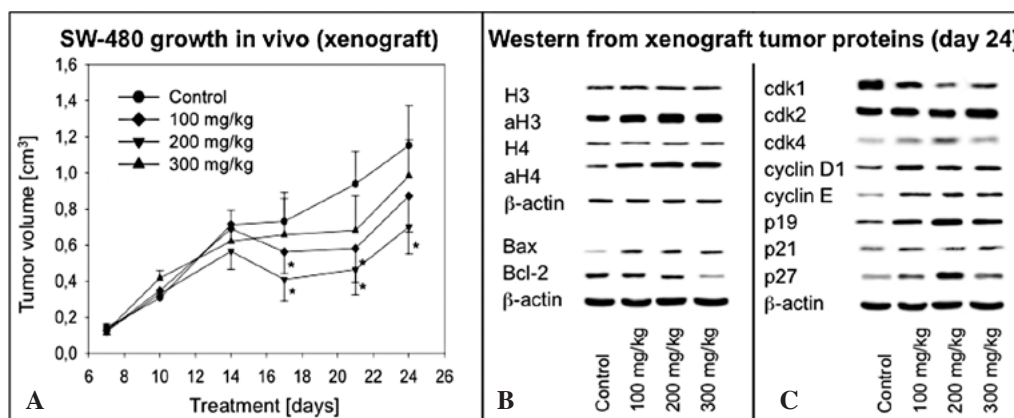 SW-480 growth in vivo (xenograft)
Tumor volume [cm³]
1,6
1,4
1,2
1,0
0,8
0,6
0,4
0,2
0,0
Control
100 mg/kg
200 mg/kg
300 mg/kg
*
*
*
*
*
6 8 10 12 14 16 18 20 22 24 26
Treatment [days]
A
Western from xenograft tumor proteins (day 24)
H3
aH3
H4
aH4
β-actin
Bax
Bcl-2
β-actin
Control
100 mg/kg
200 mg/kg
300 mg/kg
B
cdk1
cdk2
cdk4
cyclin D1
cyclin E
p19
p21
p27
β-actin
Control
100 mg/kg
200 mg/kg
300 mg/kg
C